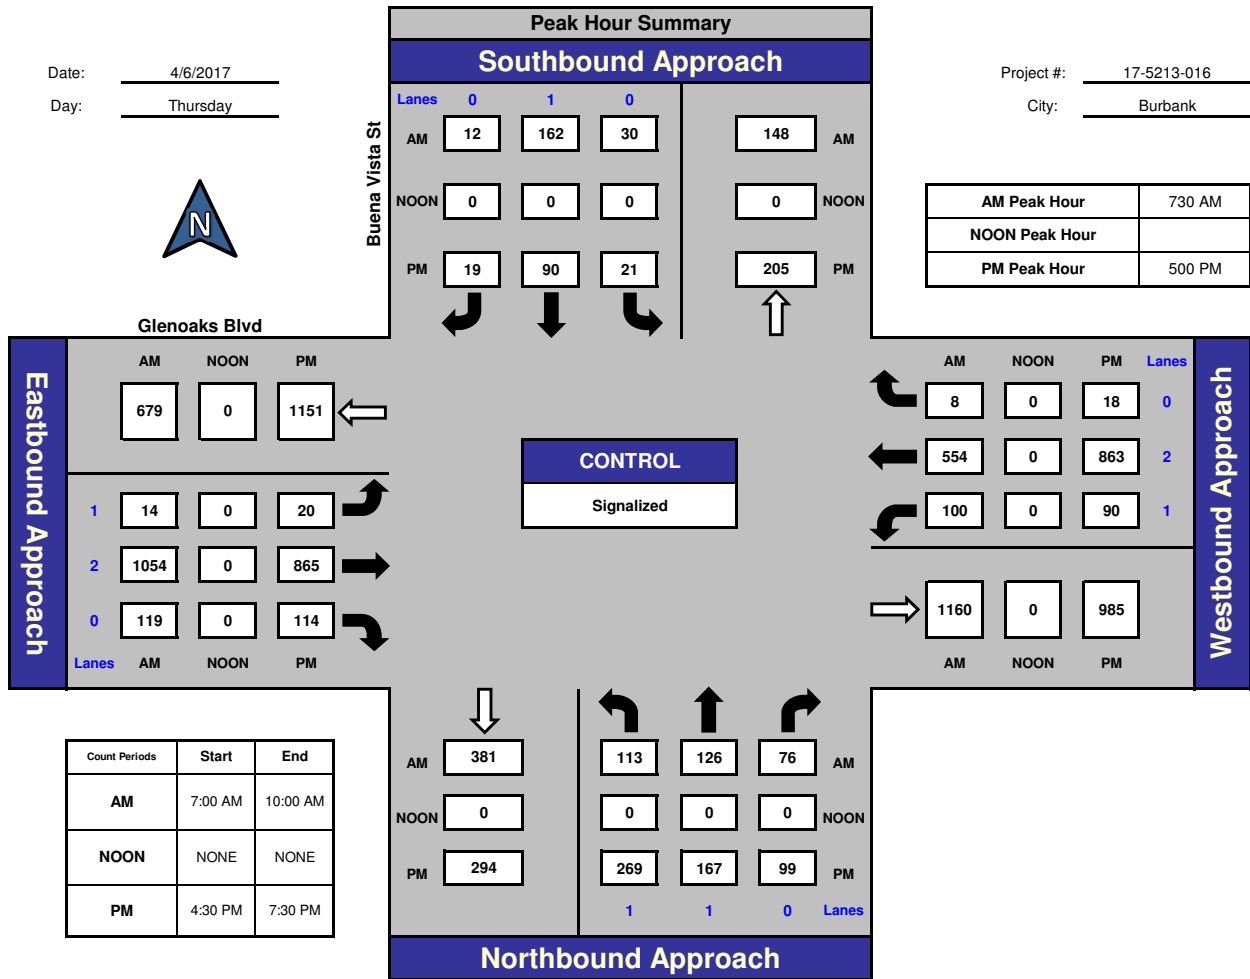 Peak Hour Summary
Southbound Approach
Date: 4/6/2017
Day: Thursday
Project #: 17-5213-016
City: Burbank
Buena Vista St
Lanes 0 1 0
AM 12 162 30 148 AM
NOON 0 0 0 0 NOON
PM 19 90 21 205 PM
N
AM Peak Hour 730 AM
NOON Peak Hour
PM Peak Hour 500 PM
Glenoaks Blvd
Eastbound Approach
AM NOON PM
679 0 1151
1 14 0 20
2 1054 0 865
0 119 0 114
Lanes AM NOON PM
CONTROL
Signalized
AM NOON PM Lanes
8 0 18 0
554 0 863 2
100 0 90 1
1160 0 985
AM NOON PM
Westbound Approach
Count Periods Start End
AM 7:00 AM 10:00 AM
NOON NONE NONE
PM 4:30 PM 7:30 PM
AM 381 113 126 76 AM
NOON 0 0 0 0 NOON
PM 294 269 167 99 PM
1 1 0 Lanes
Northbound Approach